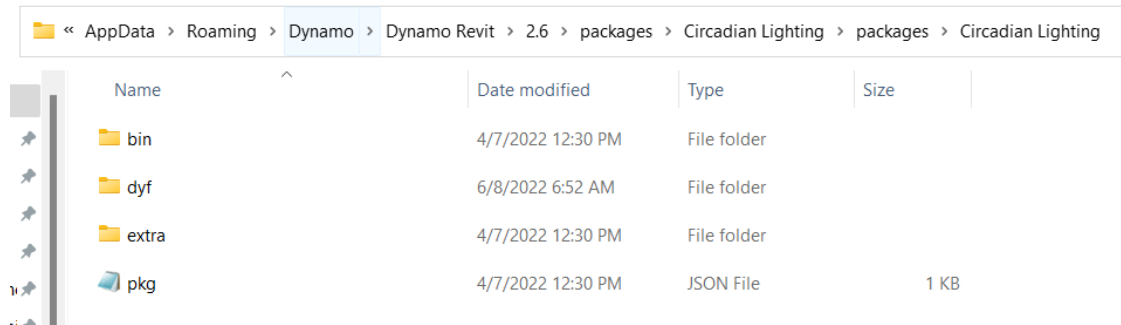 « AppData > Roaming > Dynamo > Dynamo Revit > 2.6 > packages > Circadian Lighting > packages > Circadian Lighting
Name Date modified Type Size
bin 4/7/2022 12:30 PM File folder
dyf 6/8/2022 6:52 AM File folder
extra 4/7/2022 12:30 PM File folder
pkg 4/7/2022 12:30 PM JSON File 1 KB